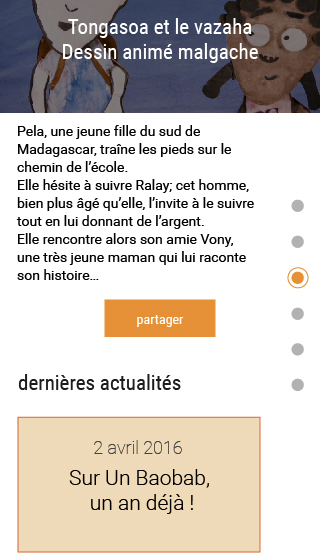 Tongasoa et le vazaha
Dessin animé malgache
Pela, une jeune fille du sud de
Madagascar, traîne les pieds sur le
chemin de l'école.
Elle hésite à suivre Ralay; cet homme,
bien plus âgé qu'elle, l'invite à le suivre
tout en lui donnant de l'argent.
Elle rencontre alors son amie Vony,
une très jeune maman qui lui raconte
son histoire...
partager
dernières actualités
2 avril 2016
Sur Un Baobab,
un an déjà !